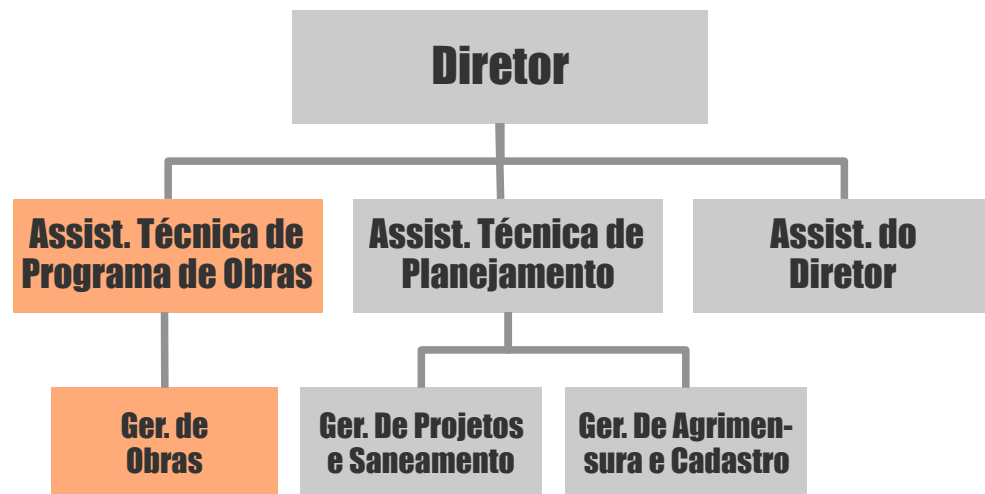 Diretor
Assist. Técnica de
Programa de Obras
Assist. Técnica de
Planejamento
Assist. do
Diretor
Ger. de
Obras
Ger. De Projetos
e Saneamento
Ger. De Agrimen-
sura e Cadastro